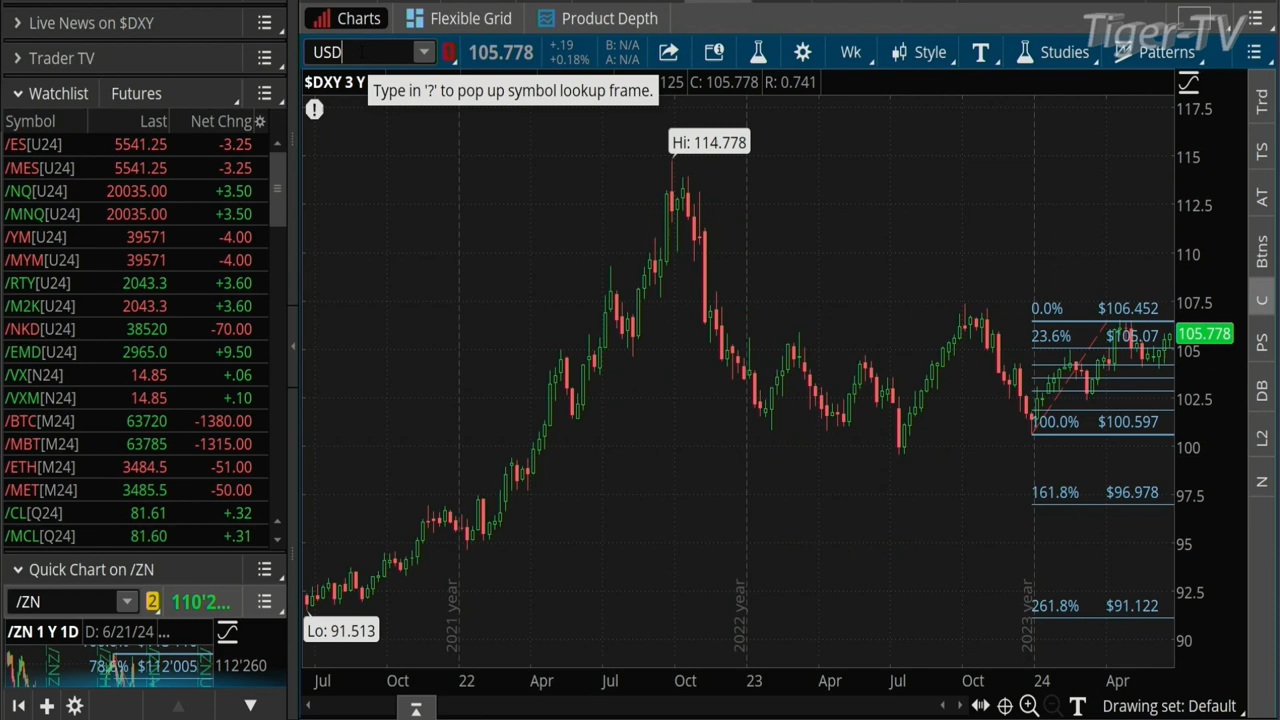 Live News on $DXY
Tiger TV
Watchlist Futures
Symbol Last Net Chng
/ES[U24] 5541.25 -3.25
/MES[U24] 5541.25 -3.25
/NQ[U24] 20035.00 +3.50
/MNQ[U24] 20035.00 +3.50
/YM[U24] 39571 -4.00
/MYM[U24] 39571 -4.00
/RTY[U24] 2043.3 +3.60
/M2K[U24] 2043.3 +3.60
/NKD[U24] 38520 -70.00
/EMD[U24] 2965.0 +9.50
/VX[N24] 14.85 +.06
/VXM[N24] 14.85 +.10
/BTC[M24] 63720 -1380.00
/MBT[M24] 63785 -1315.00
/ETH[M24] 3484.5 -51.00
/MET[M24] 3485.5 -50.00
/CL[Q24] 81.61 +.32
/MCL[Q24] 81.60 +.31
Quick Chart on /ZN
/ZN 2 110'2...
/ZN 1 Y 1D D: 6/21/24 ...
$112'005 112'260
Charts Flexible Grid Product Depth
Tiger-TV
USD 105.778 +.19 +0.18% B: N/A A: N/A Wk Style T Studies Patterns
Type in '?' to pop up symbol lookup frame.
$DXY 3 Y 125 C: 105.778 R: 0.741
Hi: 114.778
Lo: 91.513
0.0% $106.452
23.6% $105.07
100.0% $100.597
161.8% $96.978
261.8% $91.122
2021 year
2022 year
2023 year
117.5
115
112.5
110
107.5
105.778
105
102.5
100
97.5
95
92.5
90
Jul Oct 22 Apr Jul Oct 23 Apr Jul Oct 24 Apr
T Drawing set: Default
Trd
TS
AT
Btns
C
PS
DB
L2
N